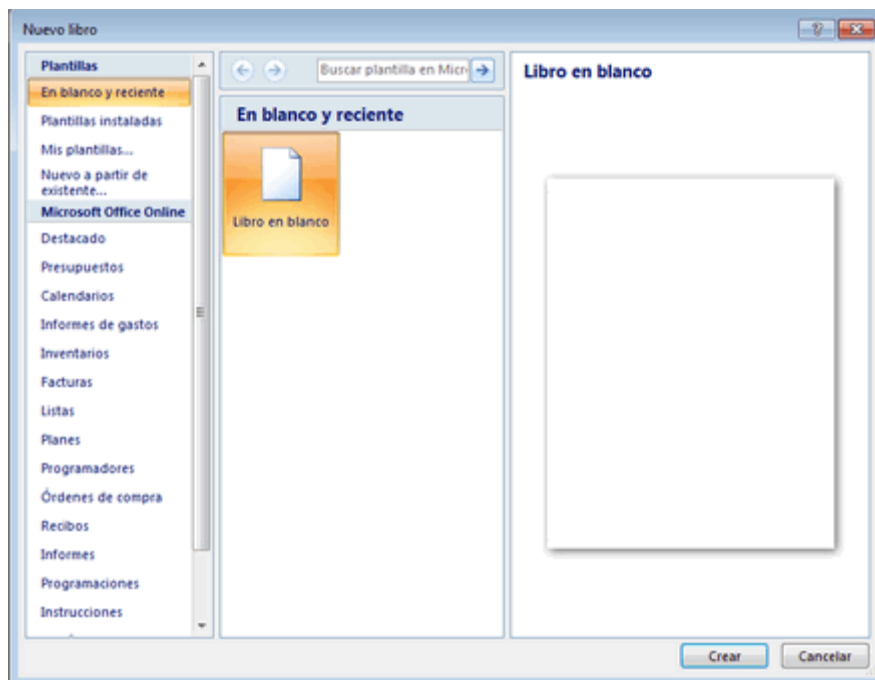 Nuevo libro
Plantillas
En blanco y reciente
Plantillas instaladas
Mis plantillas...
Nuevo a partir de
existente...
Microsoft Office Online
Destacado
Presupuestos
Calendarios
Informes de gastos
Inventarios
Facturas
Listas
Planes
Programadores
Órdenes de compra
Recibos
Informes
Programaciones
Instrucciones
Buscar plantilla en Micr
En blanco y reciente
Libro en blanco
Libro en blanco
Crear
Cancelar